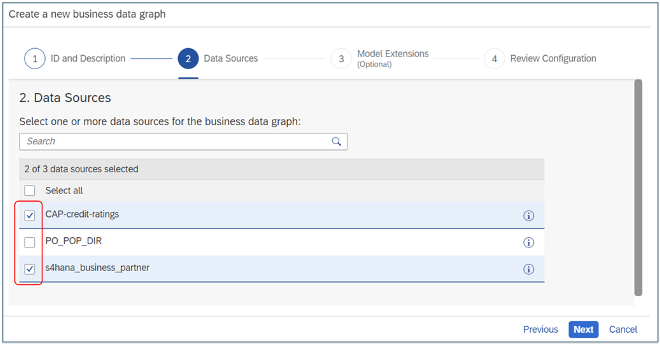 Create a new business data graph
1 ID and Description
2 Data Sources
3 Model Extensions
(Optional)
4 Review Configuration
2. Data Sources
Select one or more data sources for the business data graph:
Search
2 of 3 data sources selected
Select all
CAP-credit-ratings
PO_POP_DIR
s4hana_business_partner
Previous Next Cancel